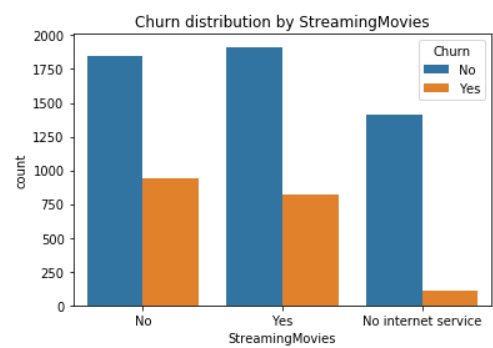 Churn distribution by StreamingMovies
2000
1750
1500
1250
1000
750
500
250
0
count
Churn
No
Yes
No
Yes
No internet service
StreamingMovies